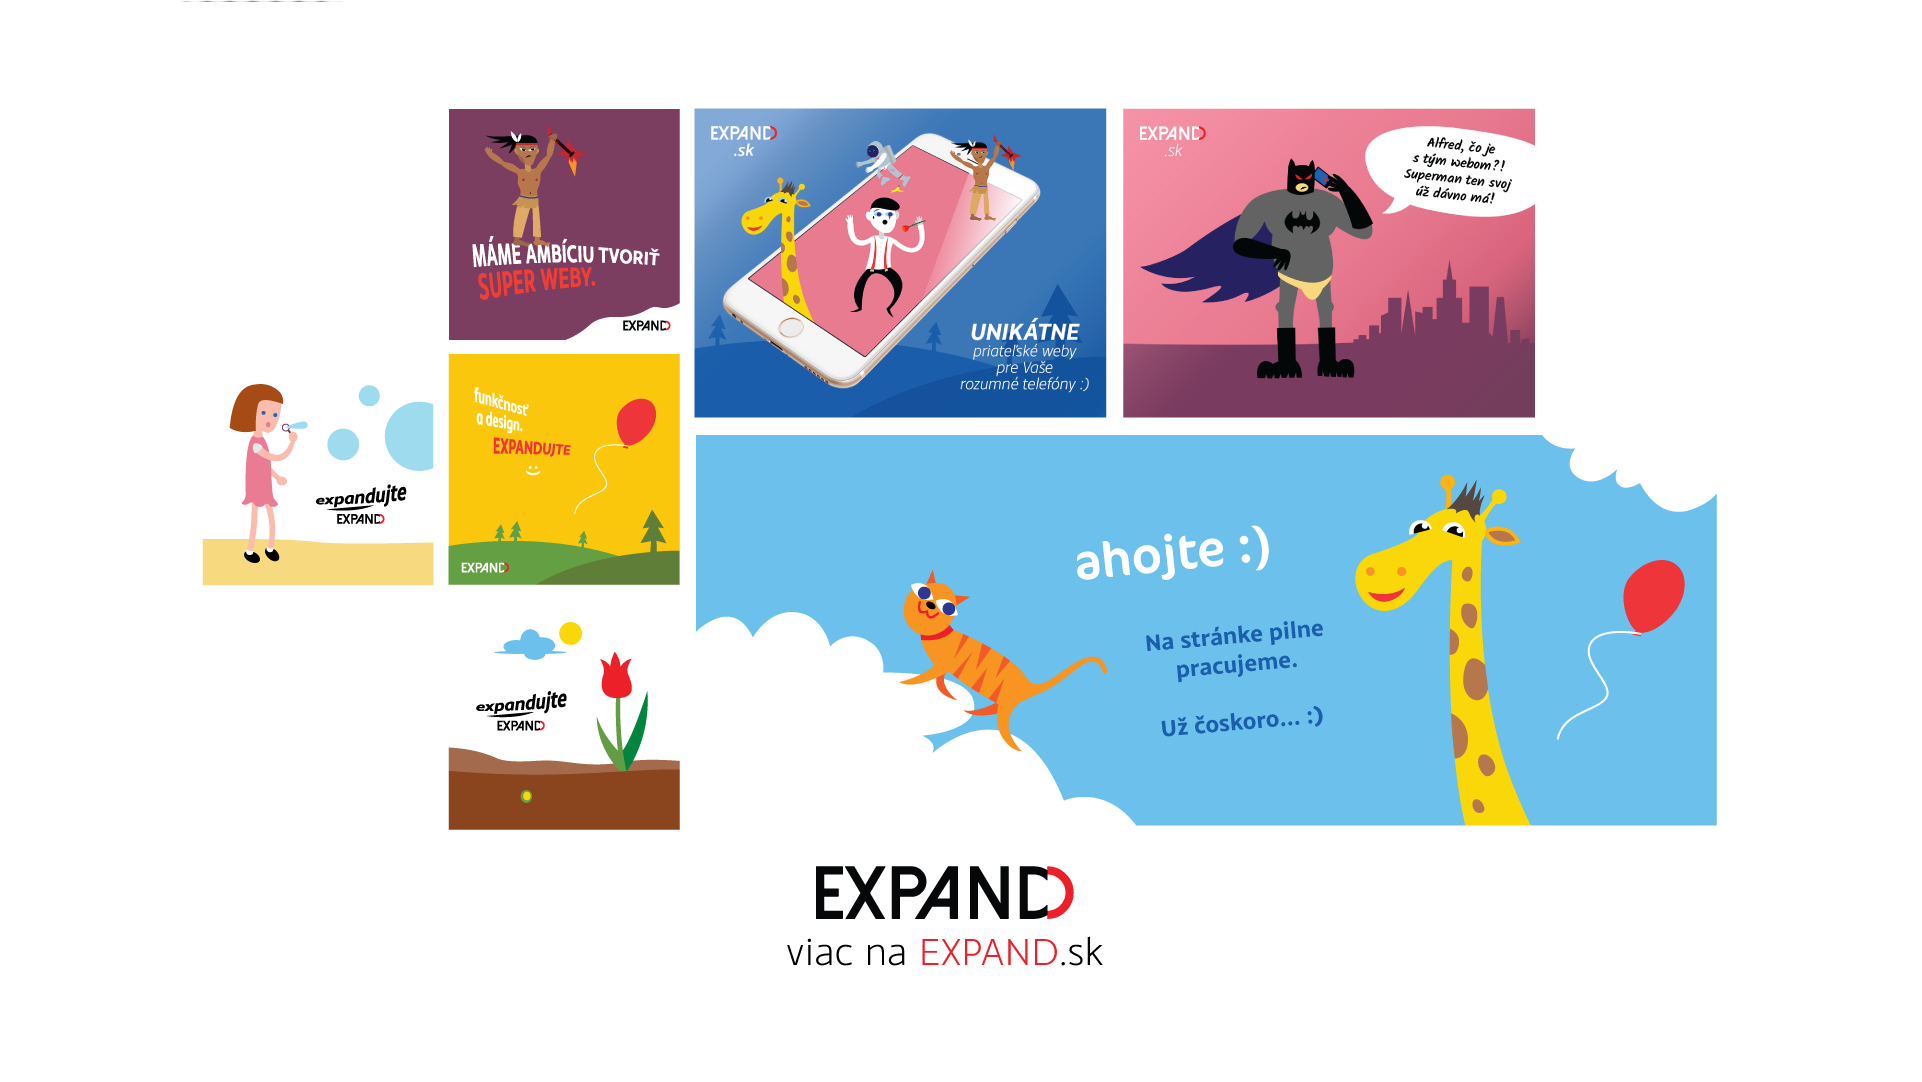 MÁME AMBÍCIU TVORIŤ
SUPER WEBY.
EXPAND
EXPAND
.sk
UNIKÁTNE
priateľské weby
pre Vaše
rozumné telefóny :)
EXPAND
.sk
Alfred, čo je
s tým webom?!
Superman ten svoj
úž dávno má!
expandujte
EXPAND
funkčnosť
a design.
EXPANDUJTE
EXPAND
expandujte
EXPAND
ahojte :)
Na stránke pilne
pracujeme.
Už čoskoro... :)
EXPAND
viac na EXPAND.sk